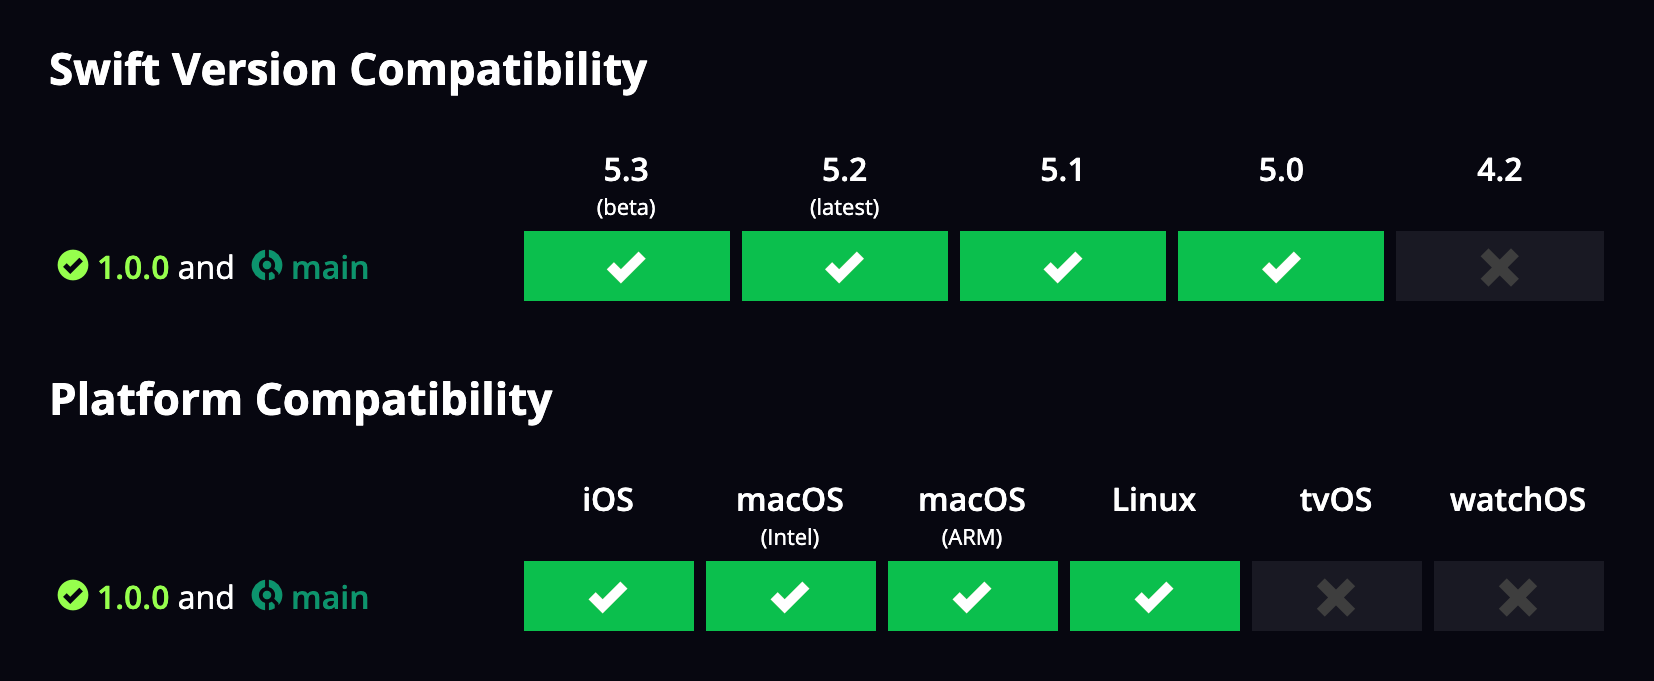 Swift Version Compatibility
5.3 5.2 5.1 5.0 4.2
(beta) (latest)
1.0.0 and main
Platform Compatibility
iOS macOS macOS Linux tvOS watchOS
(Intel) (ARM)
1.0.0 and main